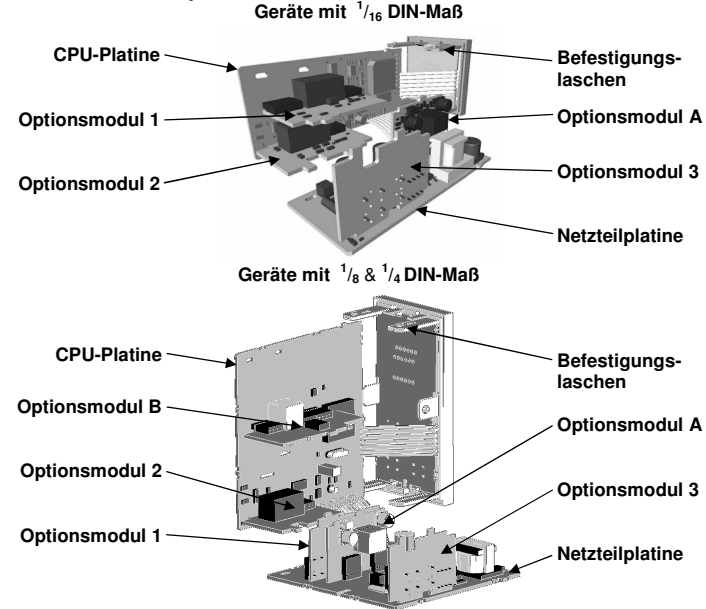 Geräte mit 1/16 DIN-Maß
CPU-Platine
Befestigungs-
laschen
Optionsmodul 1
Optionsmodul A
Optionsmodul 2
Optionsmodul 3
Netzteilplatine
Geräte mit 1/8 & 1/4 DIN-Maß
CPU-Platine
Befestigungs-
laschen
Optionsmodul B
Optionsmodul A
Optionsmodul 2
Optionsmodul 3
Optionsmodul 1
Netzteilplatine